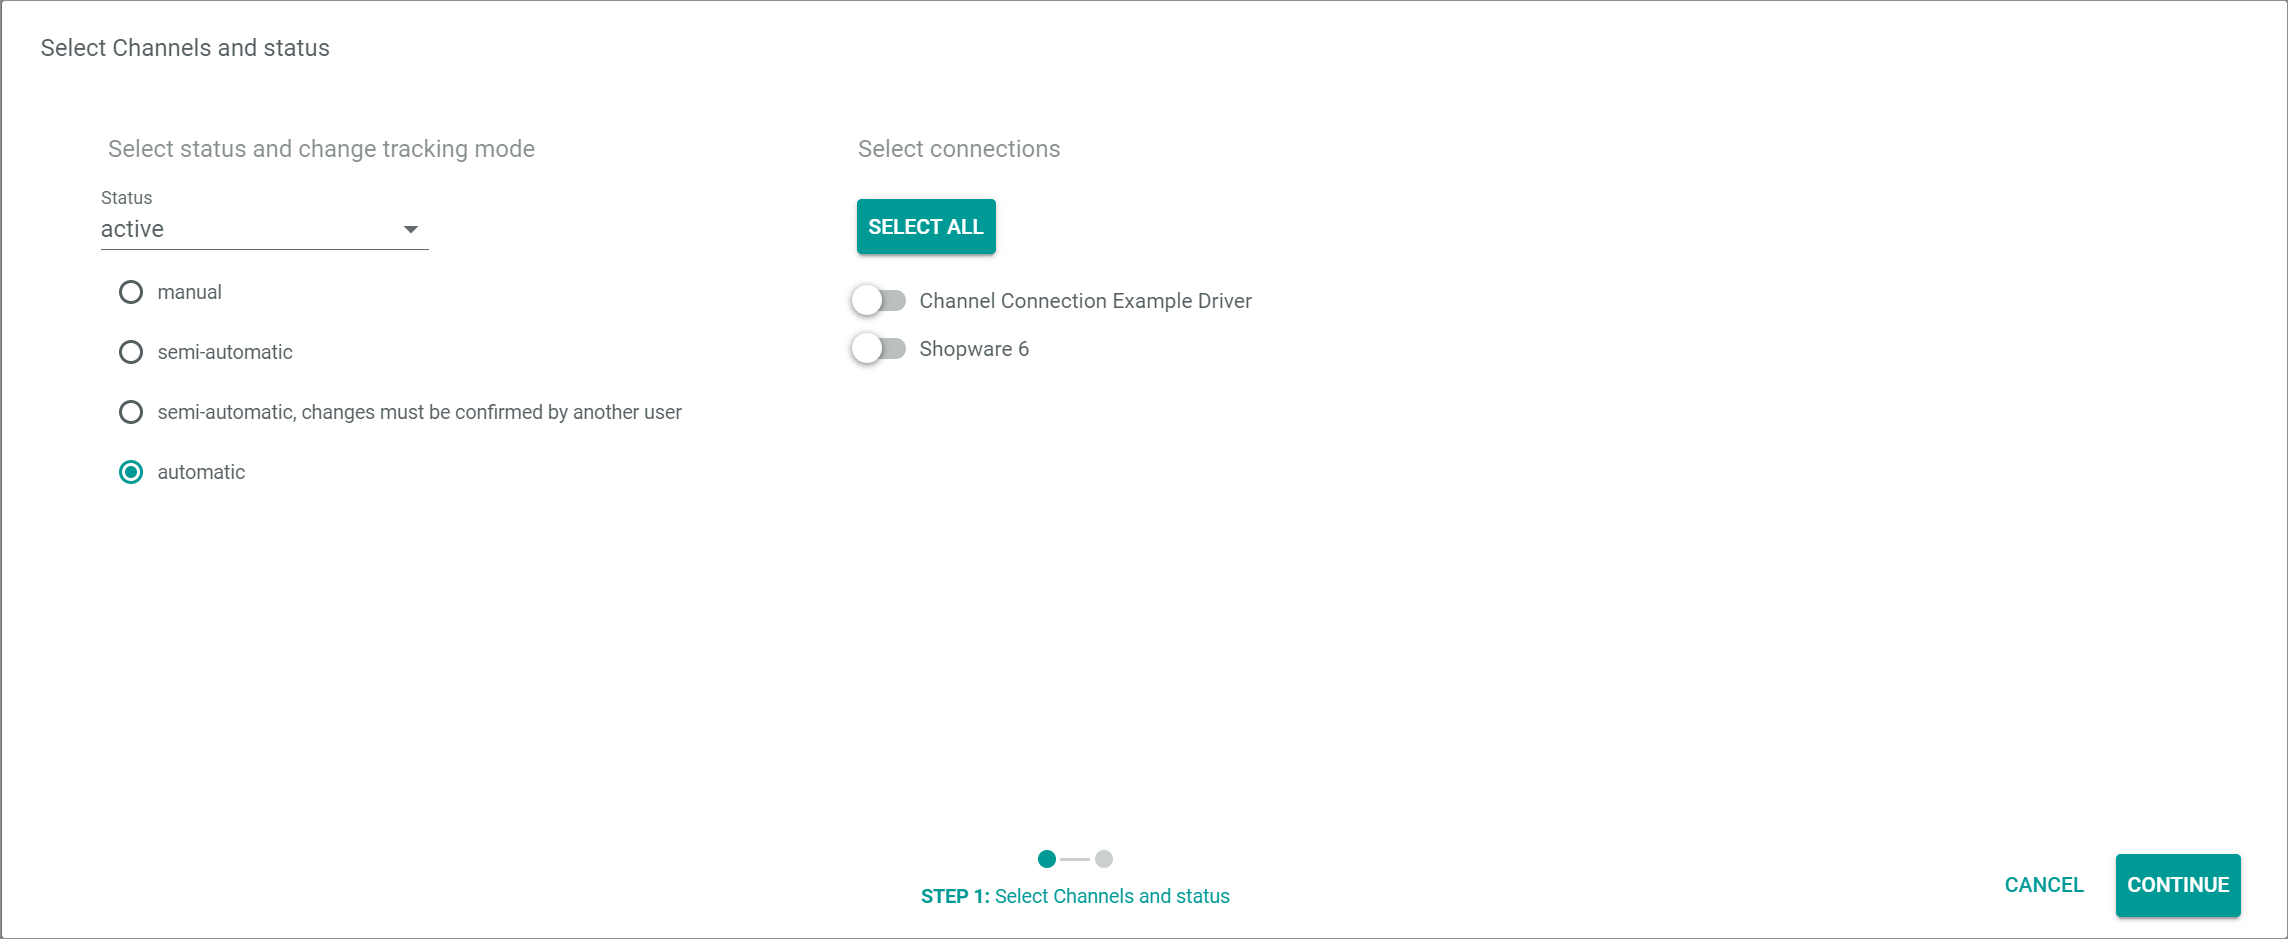 Select Channels and status
Select status and change tracking mode
Status
active
manual
semi-automatic
semi-automatic, changes must be confirmed by another user
automatic
Select connections
SELECT ALL
Channel Connection Example Driver
Shopware 6
STEP 1: Select Channels and status
CANCEL
CONTINUE